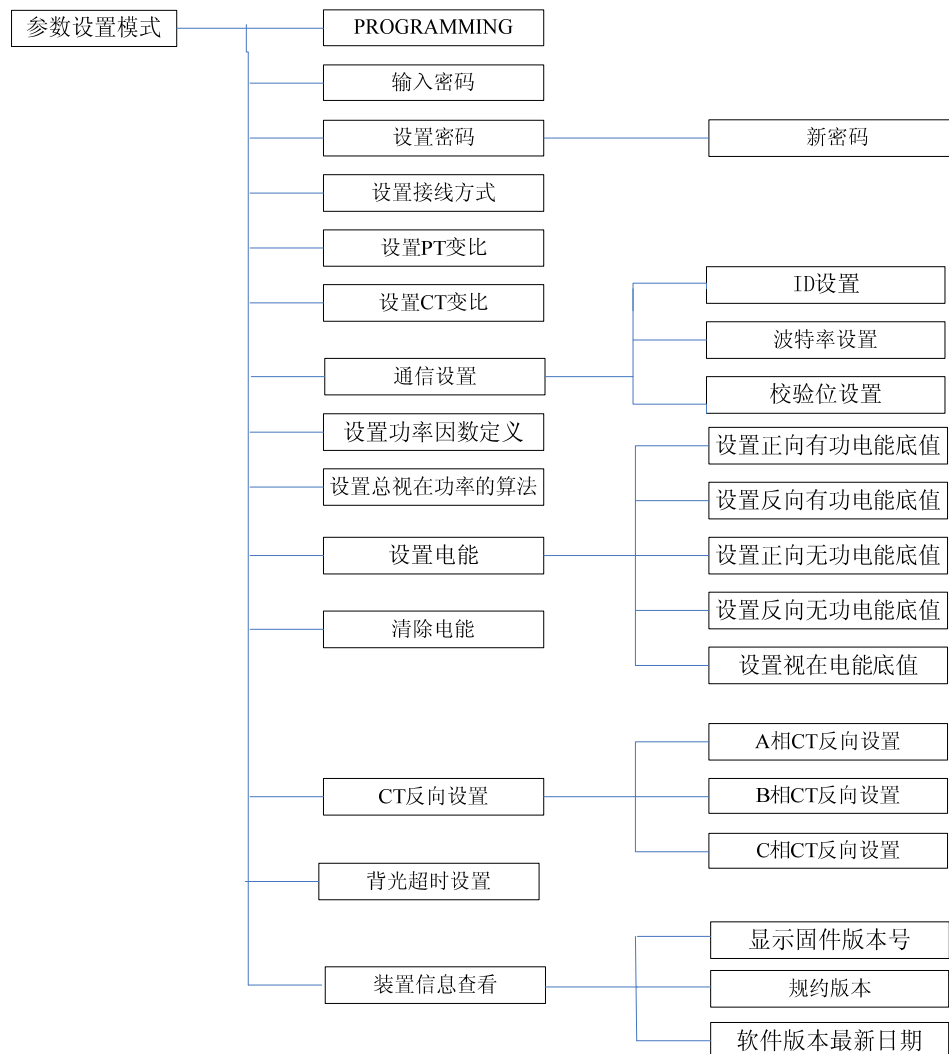 参数设置模式
PROGRAMMING
输入密码
设置密码
新密码
设置接线方式
设置PT变比
设置CT变比
通信设置
ID设置
波特率设置
校验位设置
设置功率因数定义
设置总视在功率的算法
设置电能
设置正向有功电能底值
设置反向有功电能底值
设置正向无功电能底值
设置反向无功电能底值
设置视在电能底值
清除电能
CT反向设置
A相CT反向设置
B相CT反向设置
C相CT反向设置
背光超时设置
装置信息查看
显示固件版本号
规约版本
软件版本最新日期